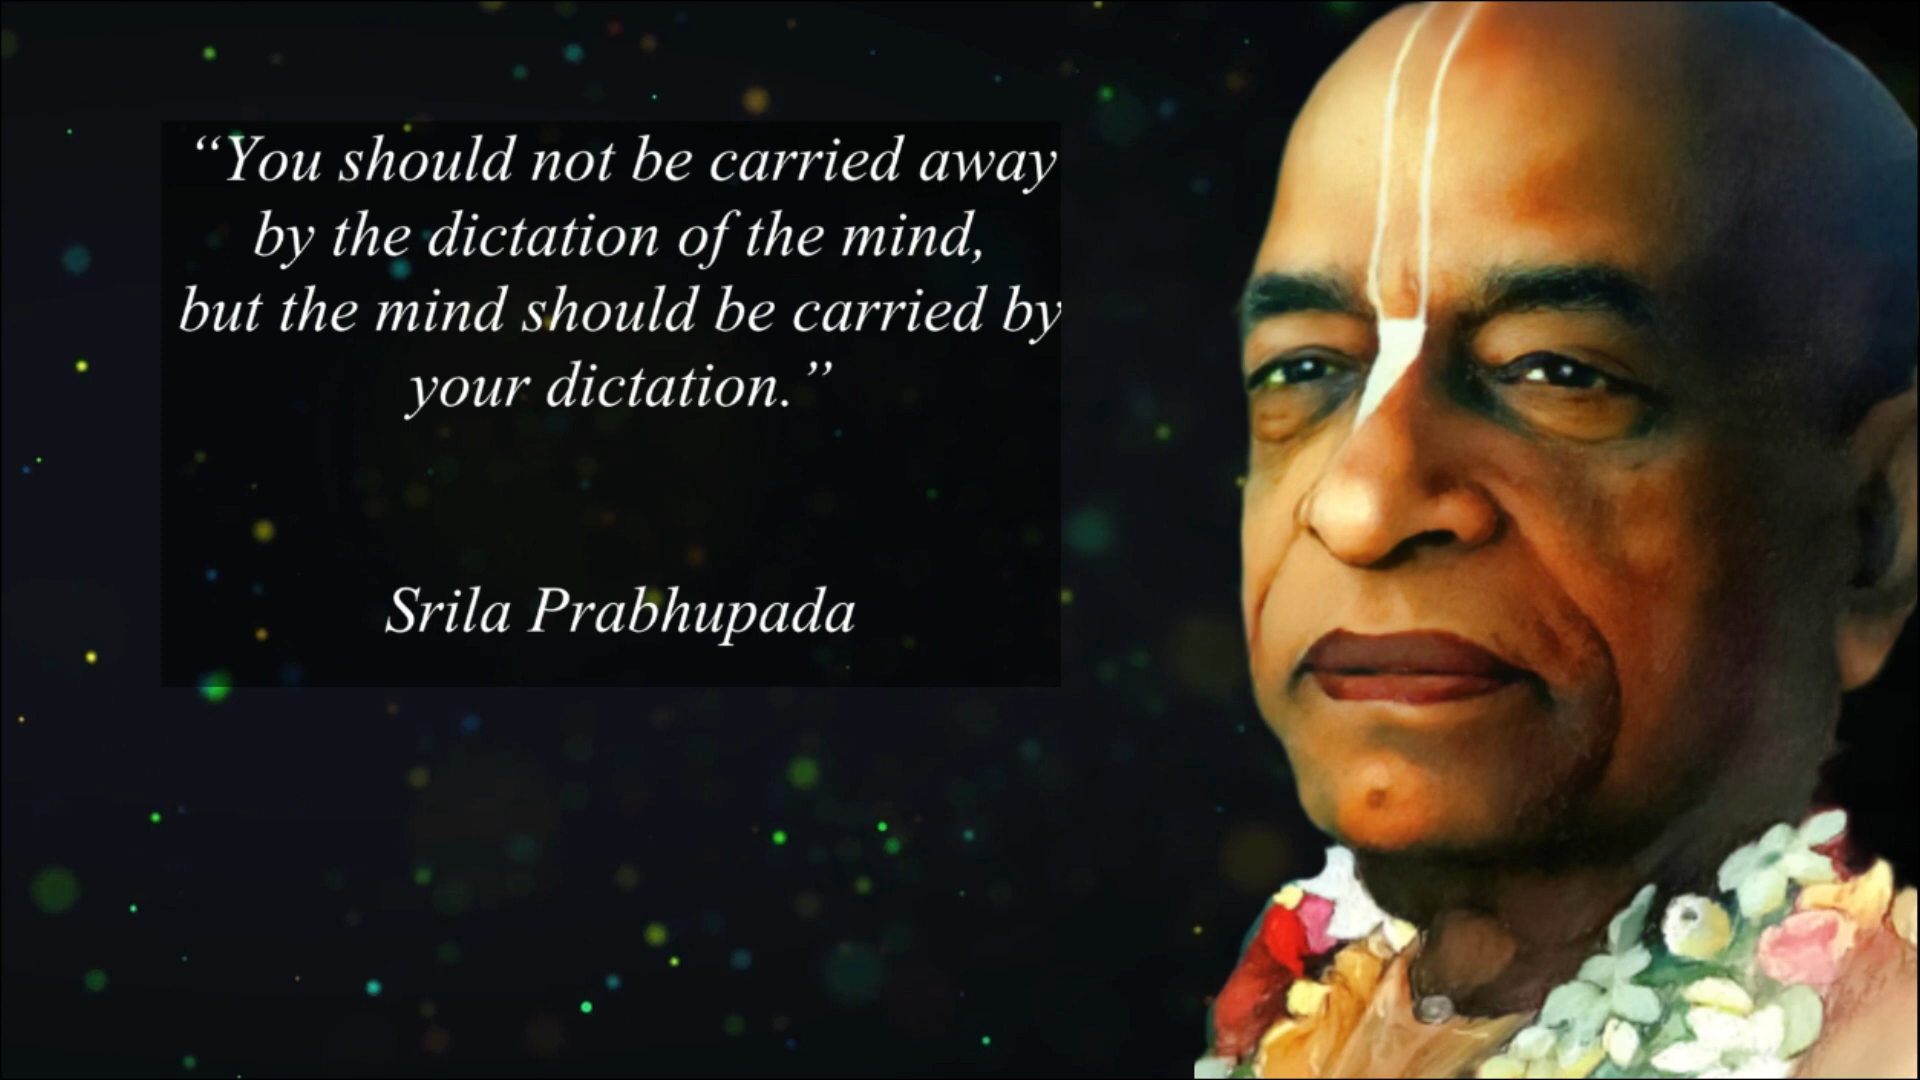 “You should not be carried away
by the dictation of the mind,
but the mind should be carried by
your dictation.”
Srila Prabhupada